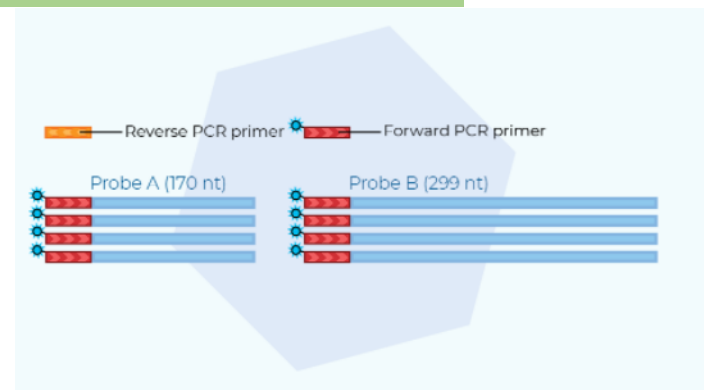 Reverse PCR primer
Forward PCR primer
Probe A (170 nt)
Probe B (299 nt)